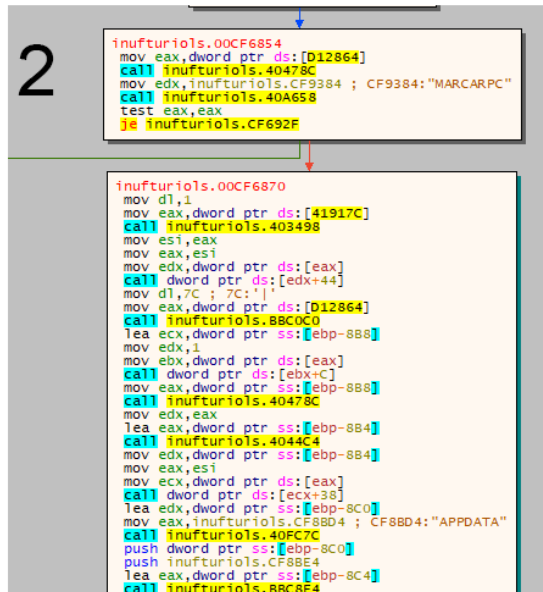 2
inufturiols.00CF6854
mov eax,dword ptr ds:[D12864]
call inufturiols.40478C
mov edx,inufturiols.CF9384 ; CF9384:"MARCARPC"
call inufturiols.40A658
test eax,eax
je inufturiols.CF692F
inufturiols.00CF6870
mov dl,1
mov eax,dword ptr ds:[41917C]
call inufturiols.403498
mov esi,eax
mov eax,esi
mov edx,dword ptr ds:[eax]
call dword ptr ds:[edx+44]
mov dl,7C ; 7C:'|'
mov eax,dword ptr ds:[D12864]
call inufturiols.BBC0C0
lea ecx,dword ptr ss:[ebp-8B8]
mov edx,1
mov ebx,dword ptr ds:[eax]
call dword ptr ds:[ebx+C]
mov eax,dword ptr ss:[ebp-8B8]
call inufturiols.40478C
mov edx,eax
lea eax,dword ptr ss:[ebp-8B4]
call inufturiols.4044C4
mov edx,dword ptr ss:[ebp-8B4]
mov eax,esi
mov ecx,dword ptr ds:[eax]
call dword ptr ds:[ecx+38]
lea edx,dword ptr ss:[ebp-8C0]
mov eax,inufturiols.CF8BD4 ; CF8BD4:"APPDATA"
call inufturiols.40FC7C
push dword ptr ss:[ebp-8C0]
push inufturiols.CF8BE4
lea eax,dword ptr ss:[ebp-8C4]
call inufturiols.BBC8E4